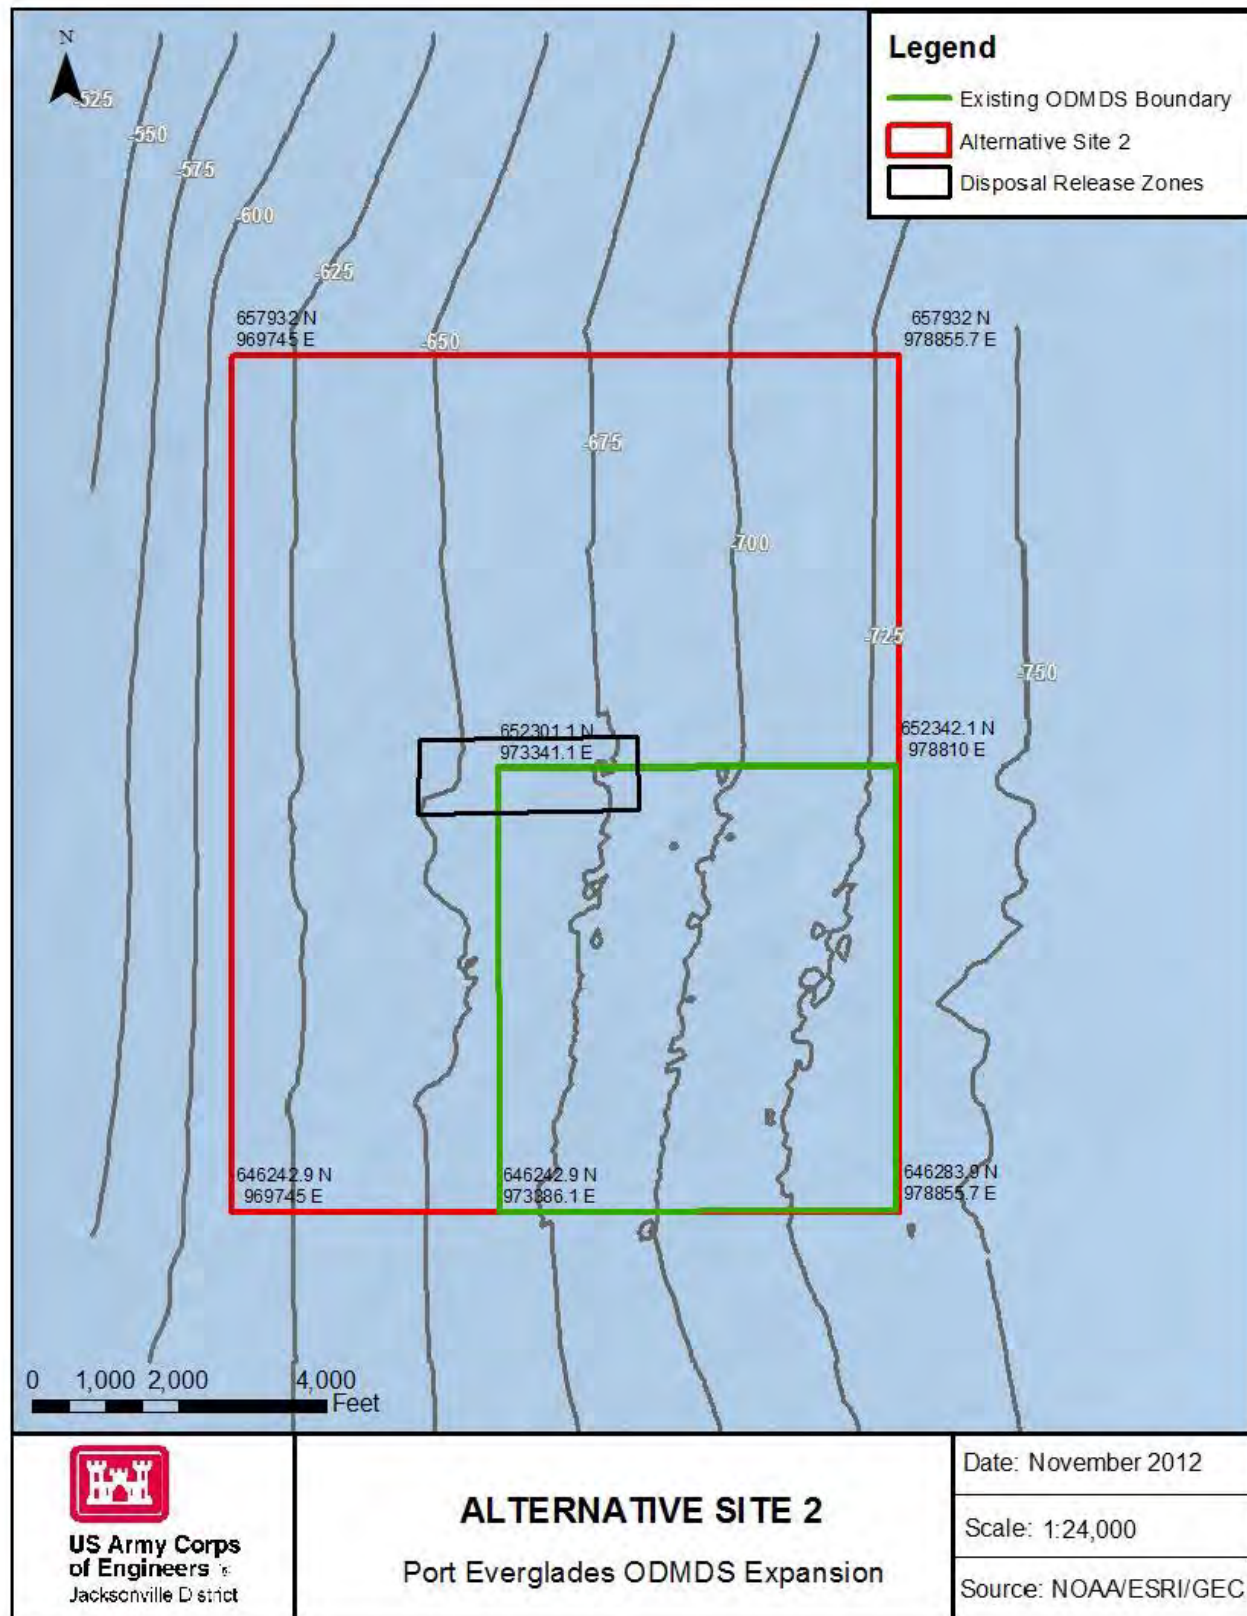 N
Legend
Existing ODMDS Boundary
Alternative Site 2
Disposal Release Zones
-525
-550
-575
-600
-625
657932 N
969745 E
657932 N
978855.7 E
-650
-675
-700
-725
-750
652301.1 N
973341.1 E
652342.1 N
978810 E
646242.9 N
969745 E
646242.9 N
973386.1 E
646283.9 N
978855.7 E
0 1,000 2,000 4,000
Feet
US Army Corps
of Engineers
Jacksonville District
ALTERNATIVE SITE 2
Port Everglades ODMDS Expansion
Date: November 2012
Scale: 1:24,000
Source: NOAA/ESRI/GEC